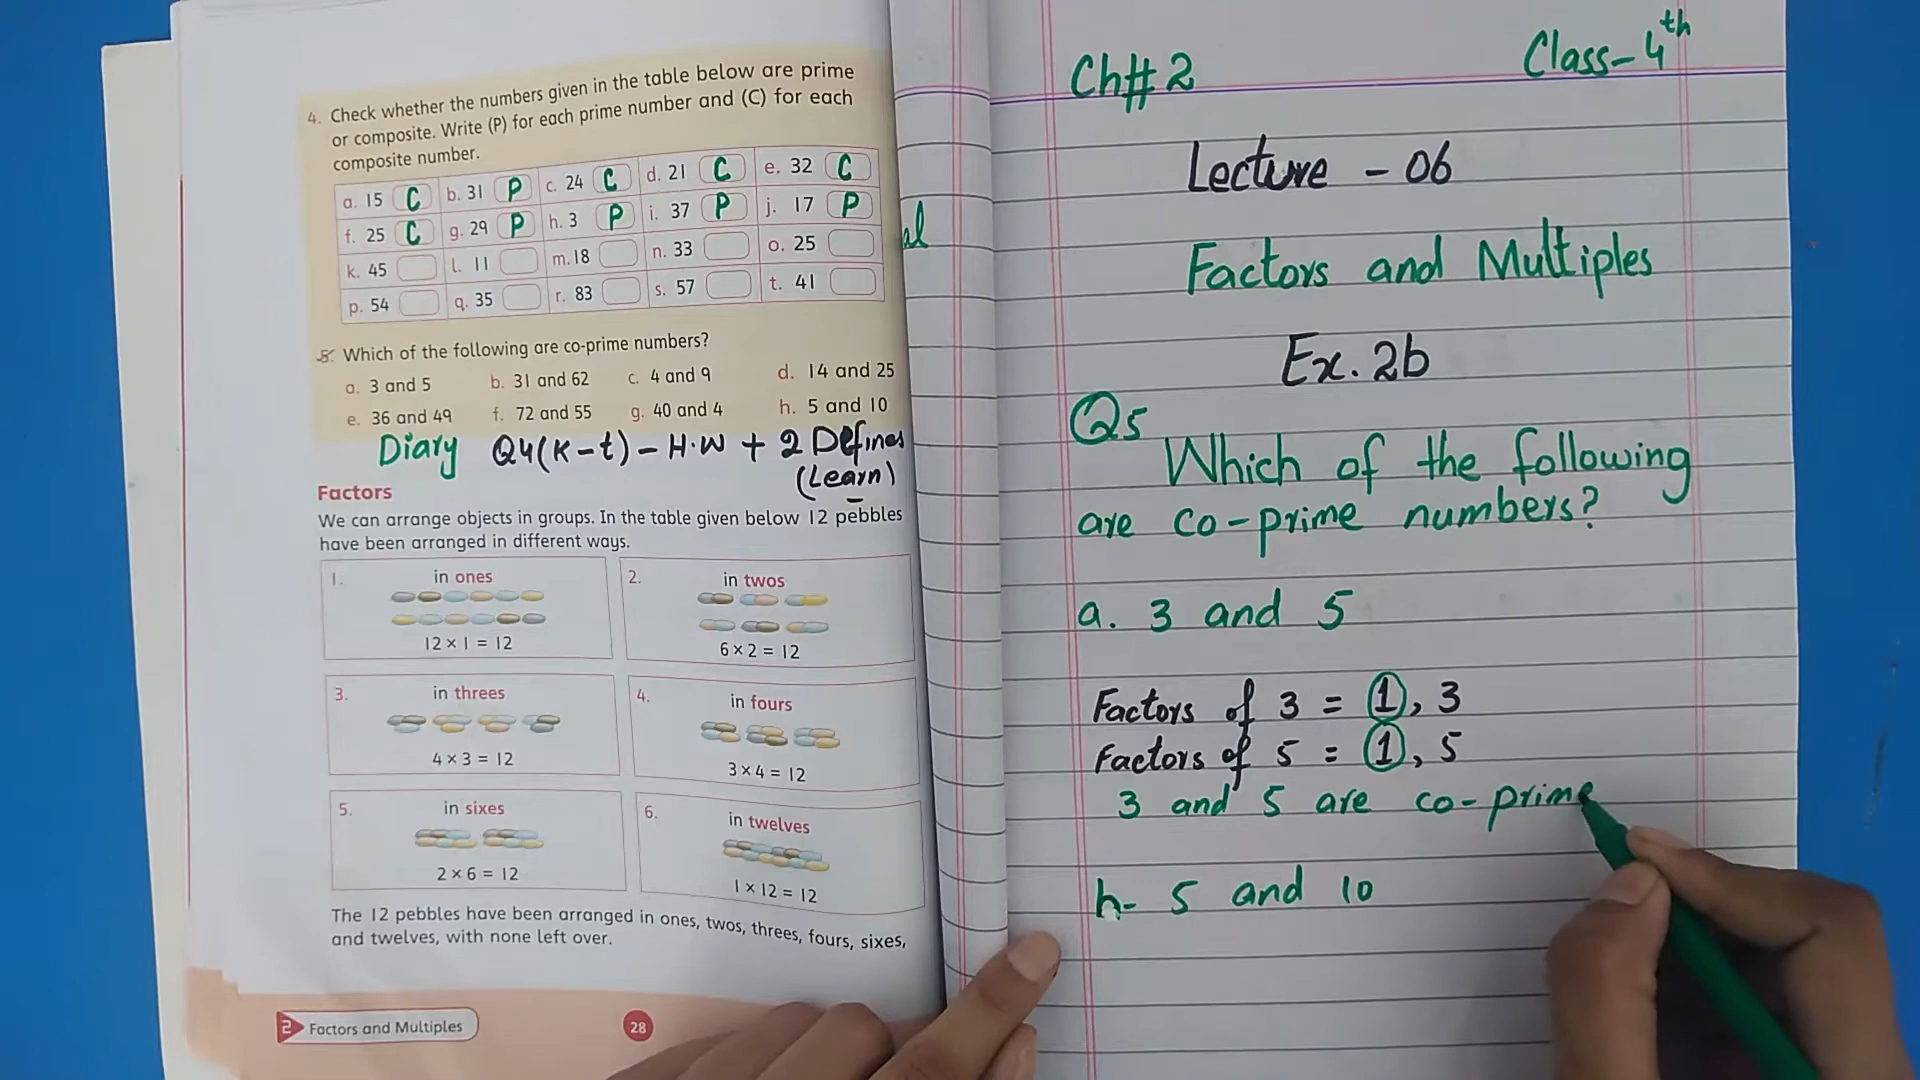 4. Check whether the numbers given in the table below are prime
or composite. Write (P) for each prime number and (C) for each
composite number.
a. 15 C b. 31 P c. 24 C d. 21 C e. 32 C
f. 25 C g. 29 P h. 3 P i. 37 P j. 17 P
k. 45 l. 11 m. 18 n. 33 o. 25
p. 54 q. 35 r. 83 s. 57 t. 41
5. Which of the following are co-prime numbers?
a. 3 and 5 b. 31 and 62 c. 4 and 9 d. 14 and 25
e. 36 and 49 f. 72 and 55 g. 40 and 4 h. 5 and 10
Diary Q4(K-t) - H.W + 2 Defines
(Learn)
Factors
We can arrange objects in groups. In the table given below 12 pebbles
have been arranged in different ways.
1. in ones
12 × 1 = 12
2. in twos
6 × 2 = 12
3. in threes
4 × 3 = 12
4. in fours
3 × 4 = 12
5. in sixes
2 × 6 = 12
6. in twelves
1 × 12 = 12
The 12 pebbles have been arranged in ones, twos, threes, fours, sixes,
and twelves, with none left over.
2 Factors and Multiples
28
al
Ch# 2 Class-4th
Lecture - 06
Factors and Multiples
Ex. 2b
Q5
Which of the following
are co-prime numbers?
a. 3 and 5
Factors of 3 = 1, 3
Factors of 5 = 1, 5
3 and 5 are co-prime
h- 5 and 10